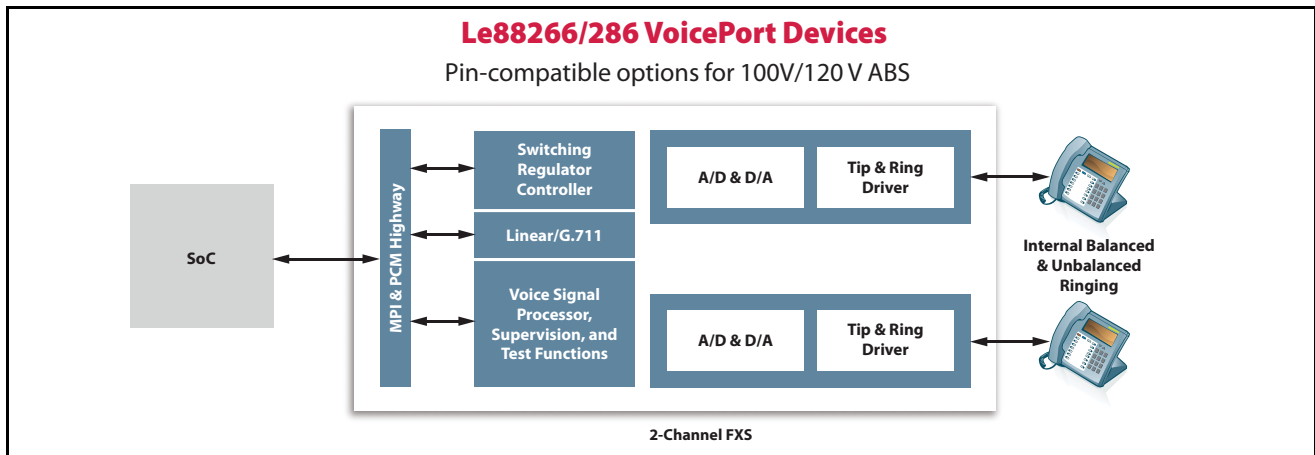 Le88266/286 VoicePort Devices
Pin-compatible options for 100V/120 V ABS
SoC
MPI & PCM Highway
Switching
Regulator
Controller
Linear/G.711
Voice Signal
Processor,
Supervision, and
Test Functions
A/D & D/A
Tip & Ring
Driver
A/D & D/A
Tip & Ring
Driver
Internal Balanced
& Unbalanced
Ringing
2-Channel FXS